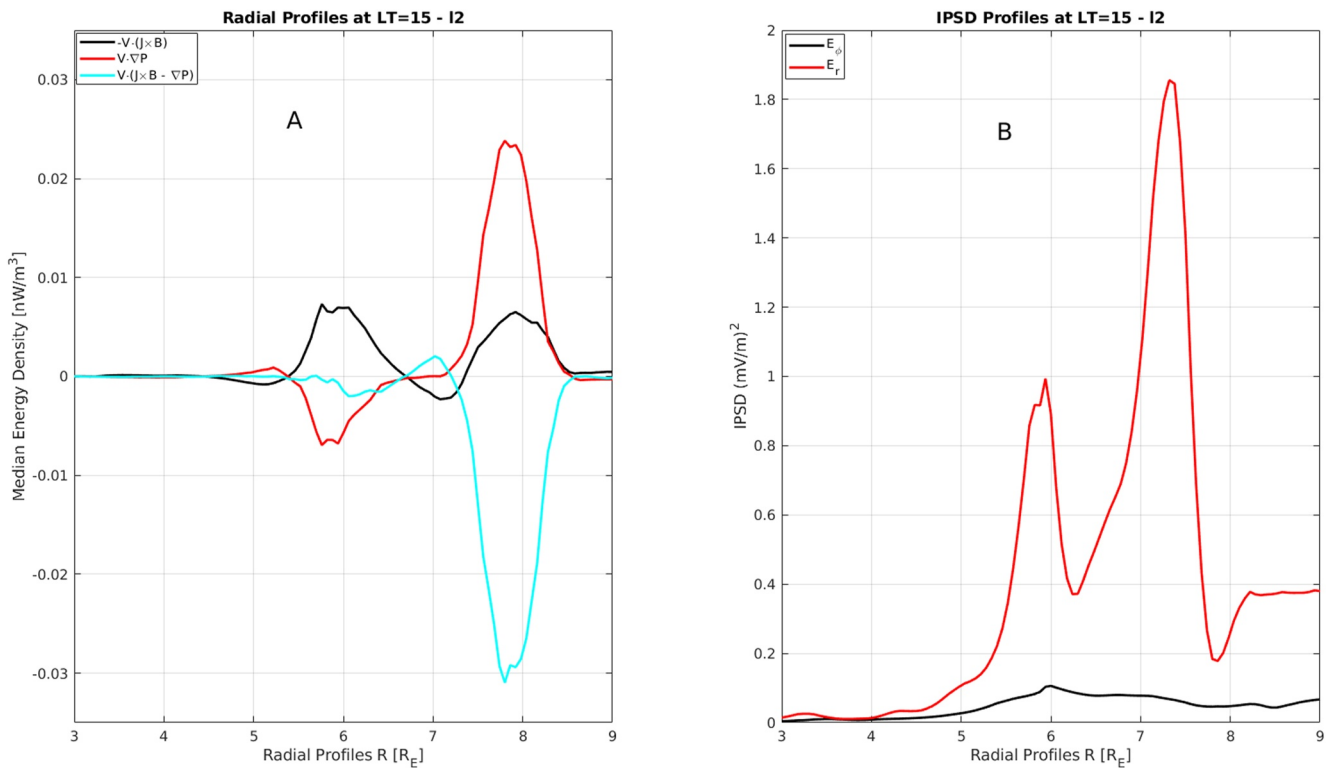 Radial Profiles at LT=15 - l2
-V·(J×B)
V·∇P
V·(J×B - ∇P)
A
0.03
0.02
0.01
0
-0.01
-0.02
-0.03
Median Energy Density [nW/m³]
3 4 5 6 7 8 9
Radial Profiles R [R_E]
IPSD Profiles at LT=15 - l2
E_ϕ
E_r
B
2
1.8
1.6
1.4
1.2
1
0.8
0.6
0.4
0.2
0
IPSD (mV/m)²
3 4 5 6 7 8 9
Radial Profiles R [R_E]